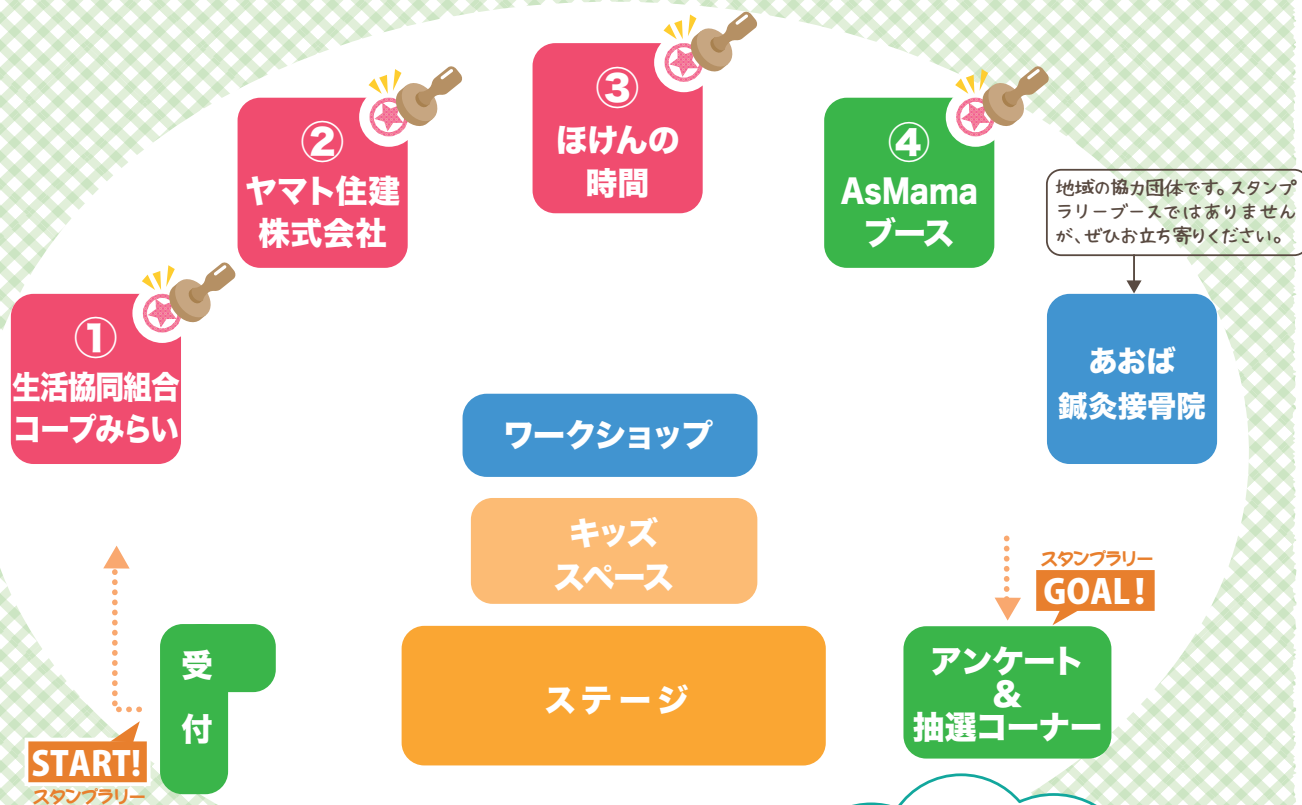 ③
ほけんの
時間
②
ヤマト住建
株式会社
④
AsMama
ブース
地域の協力団体です。スタンプ
ラリーブースではありません
が、ぜひお立ち寄りください。
①
生活協同組合
コープみらい
あおば
鍼灸接骨院
ワークショップ
キッズ
スペース
スタンプラリー
GOAL!
受
付
ステージ
アンケート
&
抽選コーナー
START!
スタンプラリー